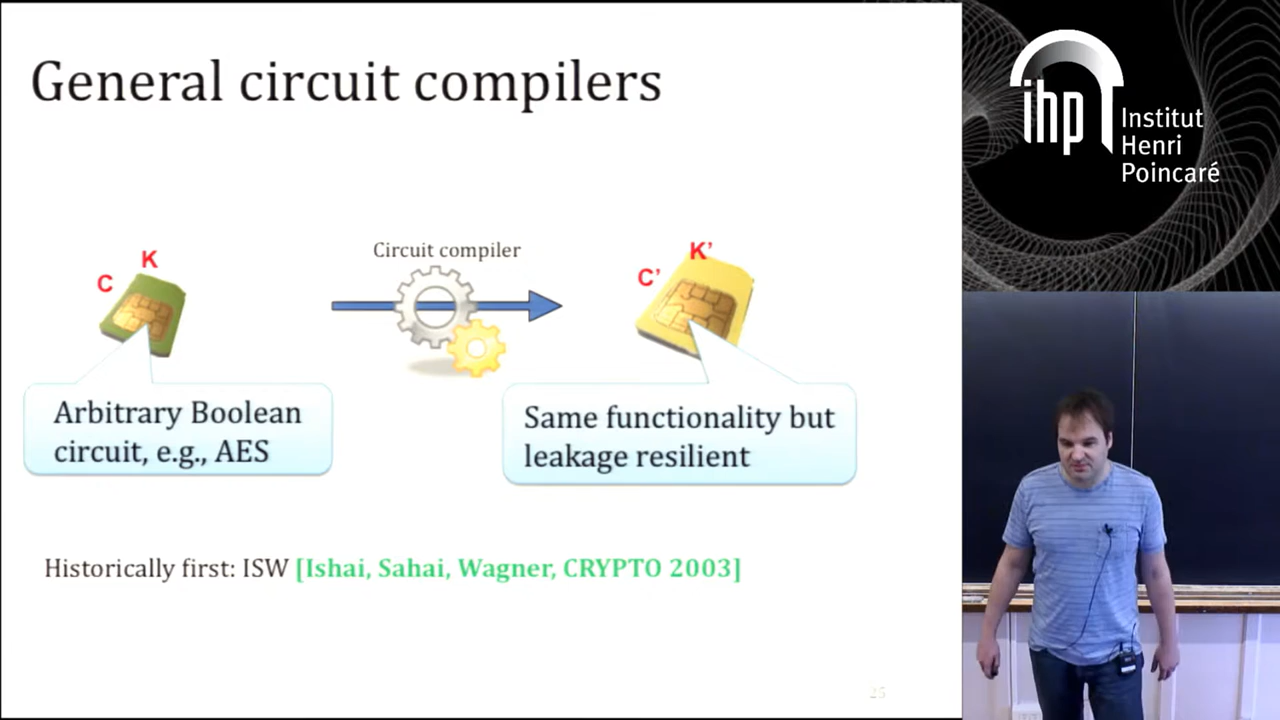 General circuit compilers
Circuit compiler
C
K
C'
K'
Arbitrary Boolean
circuit, e.g., AES
Same functionality but
leakage resilient
Historically first: ISW [Ishai, Sahai, Wagner, CRYPTO 2003]
25
ihp
Institut
Henri
Poincaré